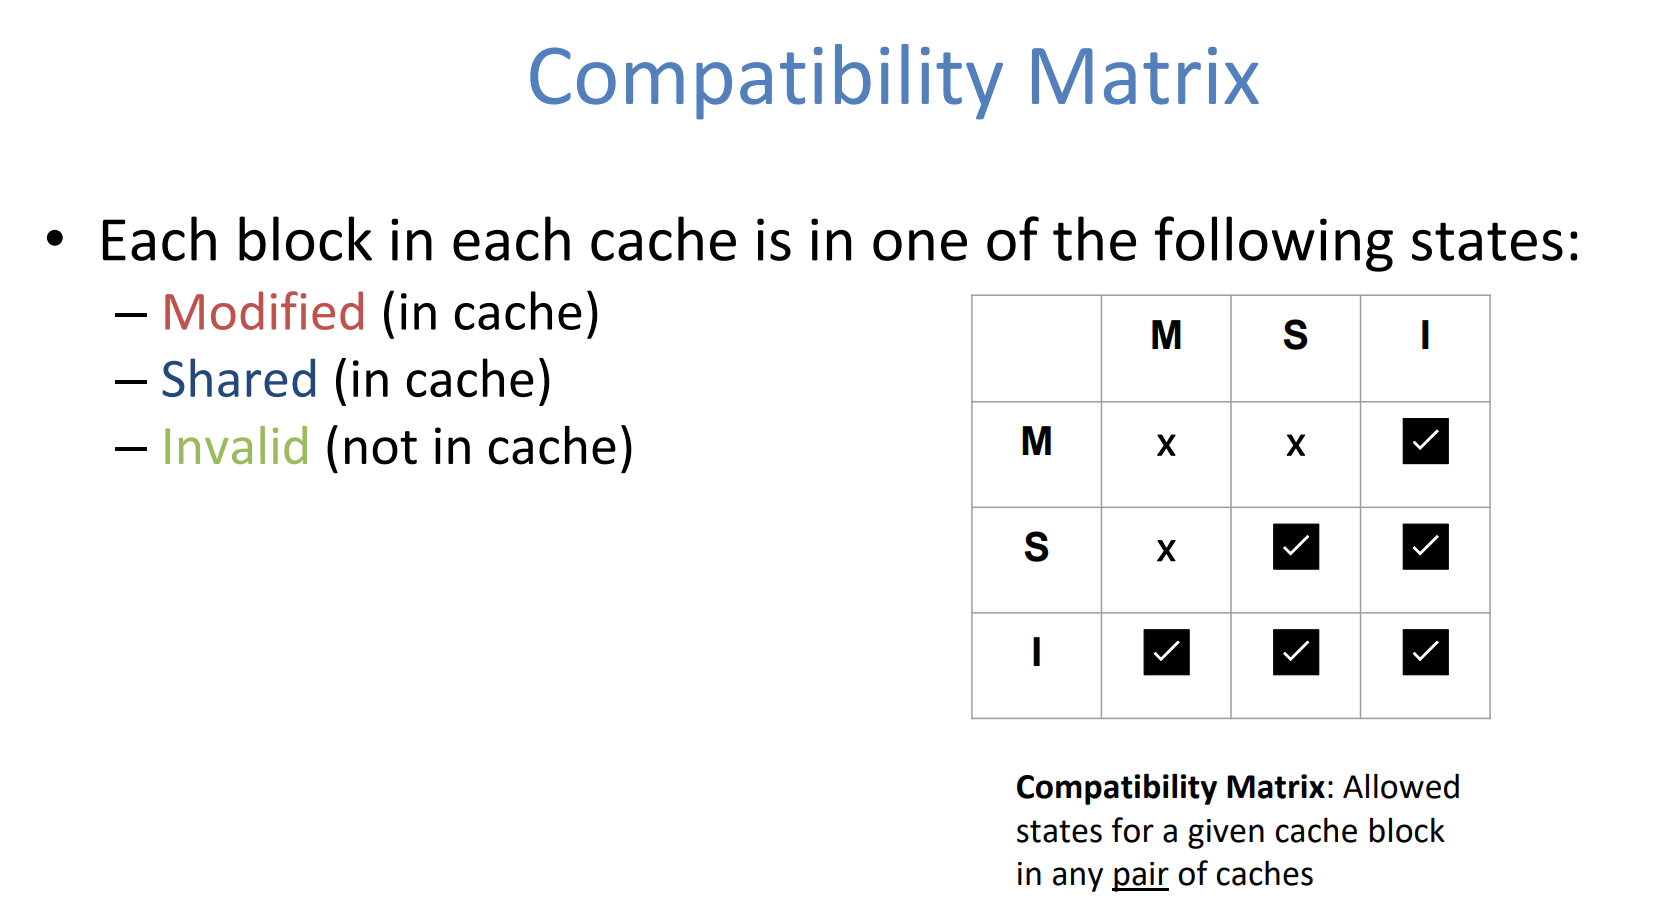 Compatibility Matrix
• Each block in each cache is in one of the following states:
– Modified (in cache)
– Shared (in cache)
– Invalid (not in cache)
M S I
M x x ✓
S x ✓ ✓
I ✓ ✓ ✓
Compatibility Matrix: Allowed
states for a given cache block
in any pair of caches